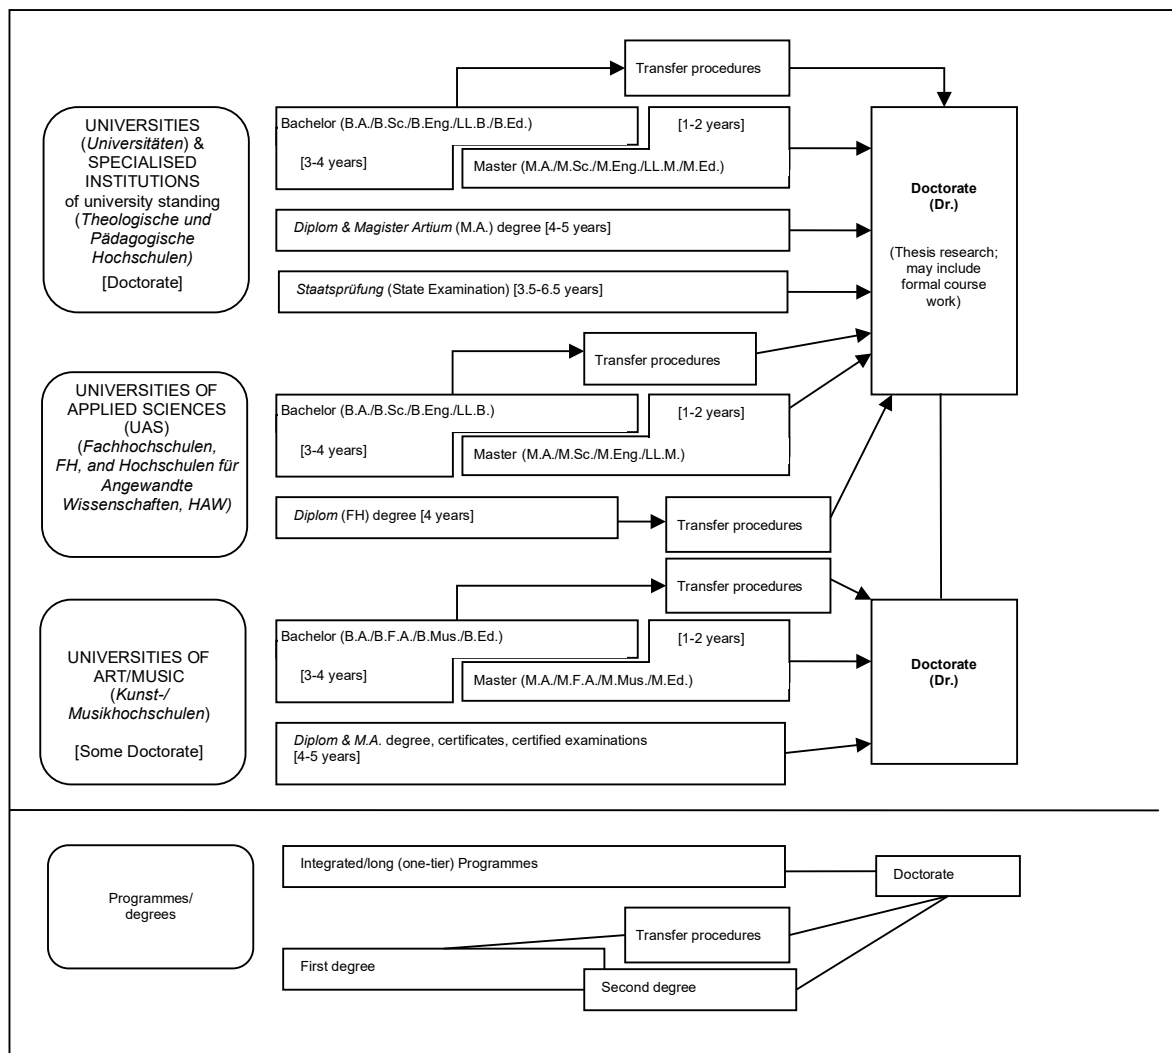 Transfer procedures
UNIVERSITIES
(Universitäten) &
SPECIALISED
INSTITUTIONS
of university standing
(Theologische und
Pädagogische
Hochschulen)
[Doctorate]
Bachelor (B.A./B.Sc./B.Eng./LL.B./B.Ed.)
[3-4 years]
[1-2 years]
Master (M.A./M.Sc./M.Eng./LL.M./M.Ed.)
Diplom & Magister Artium (M.A.) degree [4-5 years]
Staatsprüfung (State Examination) [3.5-6.5 years]
Doctorate
(Dr.)
(Thesis research;
may include
formal course
work)
Transfer procedures
UNIVERSITIES OF
APPLIED SCIENCES
(UAS)
(Fachhochschulen,
FH, and Hochschulen für
Angewandte
Wissenschaften, HAW)
Bachelor (B.A./B.Sc./B.Eng./LL.B.)
[3-4 years]
[1-2 years]
Master (M.A./M.Sc./M.Eng./LL.M.)
Diplom (FH) degree [4 years]
Transfer procedures
Transfer procedures
UNIVERSITIES OF
ART/MUSIC
(Kunst-/
Musikhochschulen)
[Some Doctorate]
Bachelor (B.A./B.F.A./B.Mus./B.Ed.)
[3-4 years]
[1-2 years]
Master (M.A./M.F.A./M.Mus./M.Ed.)
Diplom & M.A. degree, certificates, certified examinations
[4-5 years]
Doctorate
(Dr.)
Programmes/
degrees
Integrated/long (one-tier) Programmes
Doctorate
Transfer procedures
First degree
Second degree